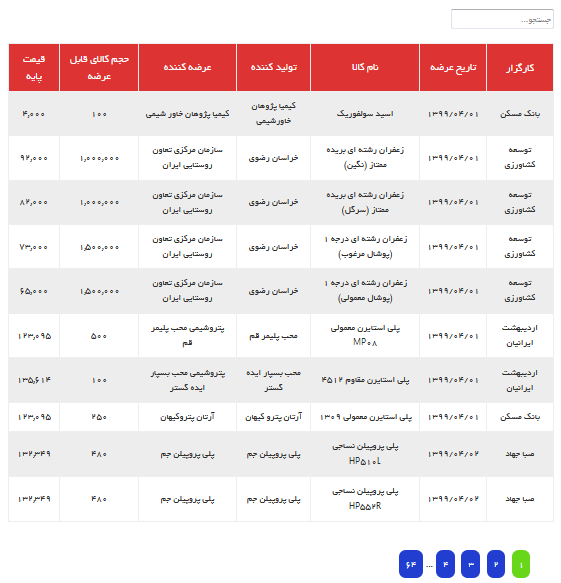 جستجو...
کارگزار تاریخ عرضه نام کالا تولید کننده عرضه کننده حجم کالای قابل عرضه قیمت پایه
بانک مسکن ۱۳۹۹/۰۴/۰۱ اسید سولفوریک کیمیا پژوهان خاورشیمی کیمیا پژوهان خاور شیمی ۱۰۰ ۴,۰۰۰
توسعه کشاورزی ۱۳۹۹/۰۴/۰۱ زعفران رشته ای بریده ممتاز (نگین) خراسان رضوی سازمان مرکزی تعاون روستایی ایران ۱,۰۰۰,۰۰۰ ۹۲,۰۰۰
توسعه کشاورزی ۱۳۹۹/۰۴/۰۱ زعفران رشته ای بریده ممتاز (سرگل) خراسان رضوی سازمان مرکزی تعاون روستایی ایران ۱,۰۰۰,۰۰۰ ۸۲,۰۰۰
توسعه کشاورزی ۱۳۹۹/۰۴/۰۱ زعفران رشته ای درجه ۱ (پوشال مرغوب) خراسان رضوی سازمان مرکزی تعاون روستایی ایران ۱,۵۰۰,۰۰۰ ۷۳,۰۰۰
توسعه کشاورزی ۱۳۹۹/۰۴/۰۱ زعفران رشته ای درجه ۱ (پوشال معمولی) خراسان رضوی سازمان مرکزی تعاون روستایی ایران ۱,۵۰۰,۰۰۰ ۶۵,۰۰۰
اردیبهشت ایرانیان ۱۳۹۹/۰۴/۰۱ پلی استایرن معمولی MP۰۸ محب پلیمر قم پتروشیمی محب پلیمر قم ۵۰۰ ۱۲۳,۰۹۵
اردیبهشت ایرانیان ۱۳۹۹/۰۴/۰۱ پلی استایرن مقاوم ۴۵۱۲ محب بسپار ایده گستر پتروشیمی محب بسپار ایده گستر ۱۰۰ ۱۳۵,۶۱۴
بانک مسکن ۱۳۹۹/۰۴/۰۱ پلی استایرن معمولی ۱۳۰۹ آرتان پترو کیهان آرتان پتروکیهان ۲۵۰ ۱۲۳,۰۹۵
صبا جهاد ۱۳۹۹/۰۴/۰۲ پلی پروپیلن نساجی HP۵۱۰L پلی پروپیلن جم پلی پروپیلن جم ۴۸۰ ۱۳۲,۳۴۹
صبا جهاد ۱۳۹۹/۰۴/۰۲ پلی پروپیلن نساجی HP۵۵۲R پلی پروپیلن جم پلی پروپیلن جم ۴۸۰ ۱۳۲,۳۴۹
۱ ۲ ۳ ۴ ... ۶۴